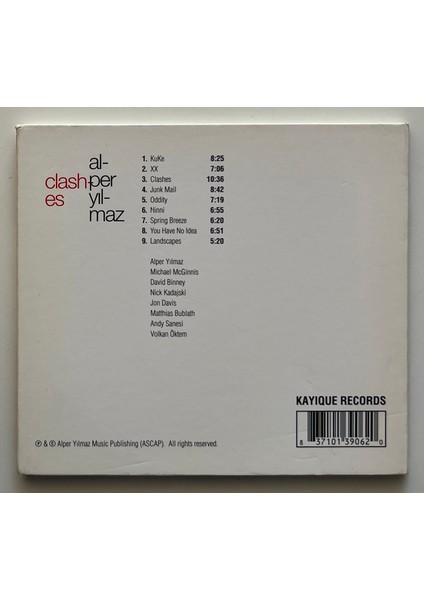 al-
clash-per
es yıl-
maz
1. KuKe 8:25
2. XX 7:06
3. Clashes 10:36
4. Junk Mail 8:42
5. Oddity 7:19
6. Ninni 6:55
7. Spring Breeze 6:20
8. You Have No Idea 6:51
9. Landscapes 5:20
Alper Yılmaz
Michael McGinnis
David Binney
Nick Kadajski
Jon Davis
Matthias Bublath
Andy Sanesi
Volkan Öktem
KAYIQUE RECORDS
8 37101 39062 0
℗ & © Alper Yılmaz Music Publishing (ASCAP). All rights reserved.